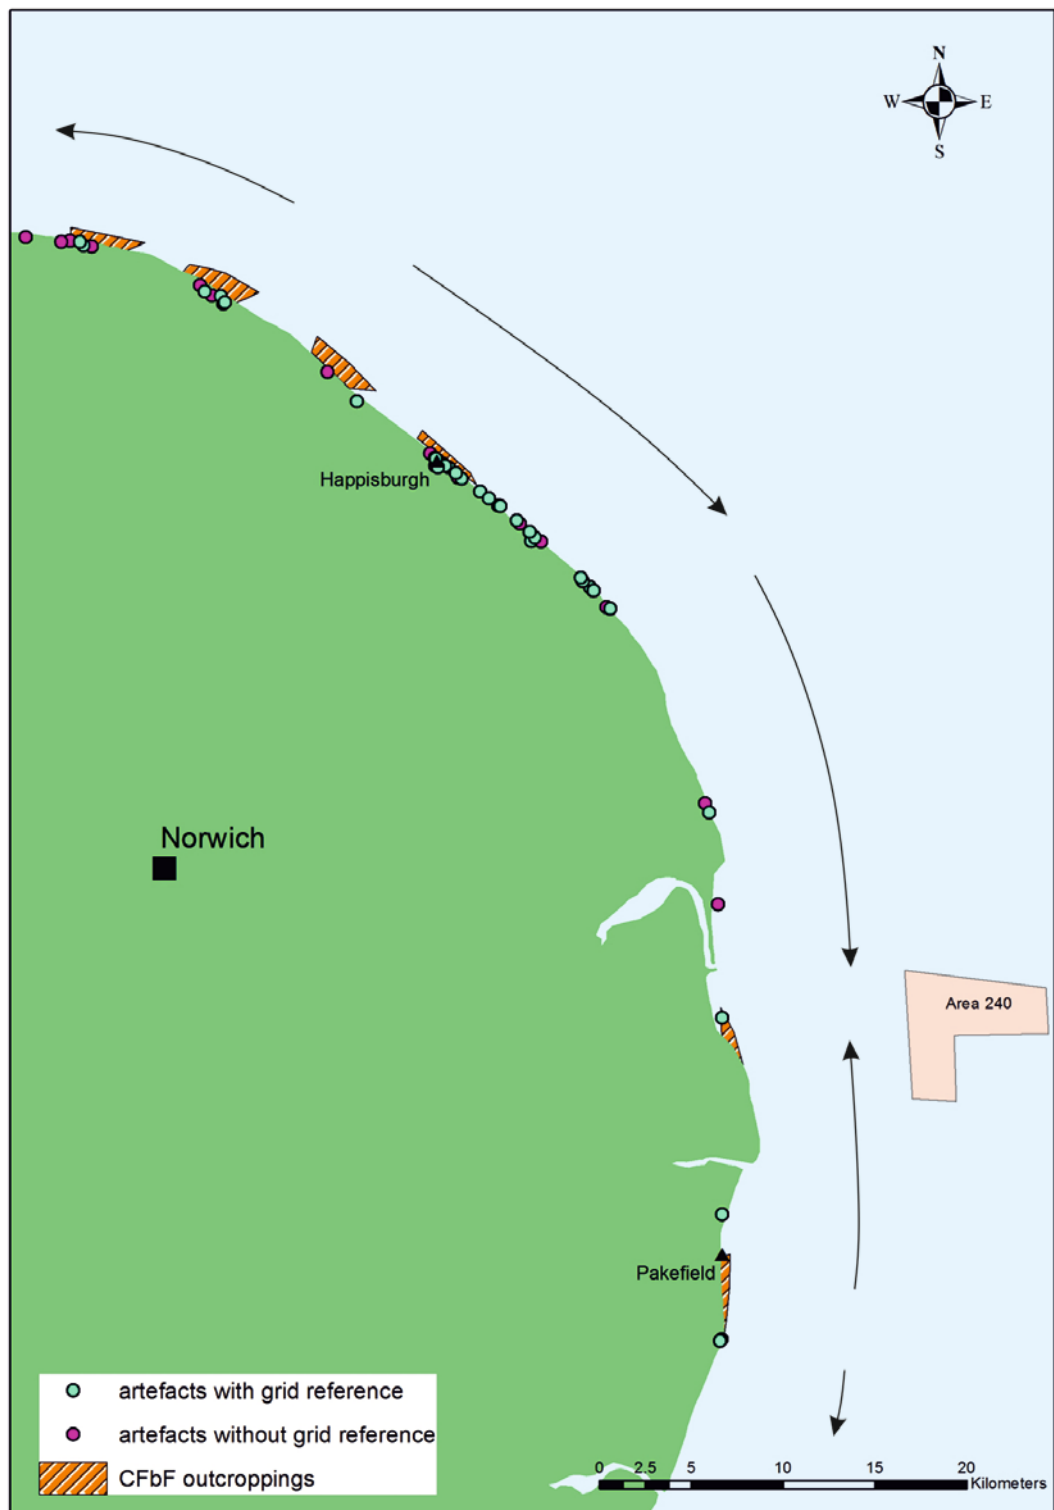 N
W E
S
Happisburgh
Norwich
Area 240
Pakefield
artefacts with grid reference
artefacts without grid reference
CFbF outcroppings
0 2.5 5 10 15 20
Kilometers